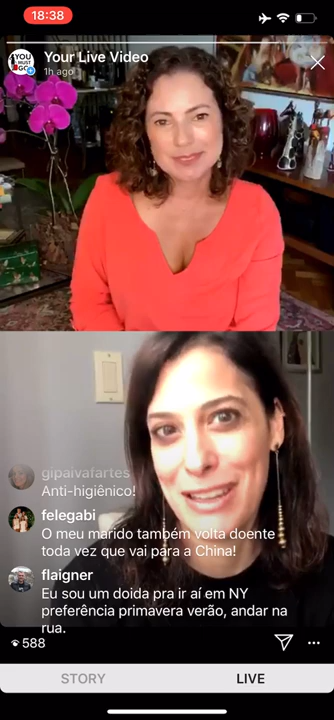 18:38
YOU
MUST
GO
Your Live Video
1h ago
gipaivafartes
Anti-higiênico!
felegabi
O meu marido também volta doente
toda vez que vai para a China!
flaigner
Eu sou um doida pra ir aí em NY
preferência primavera verão, andar na
rua.
588
STORY
LIVE